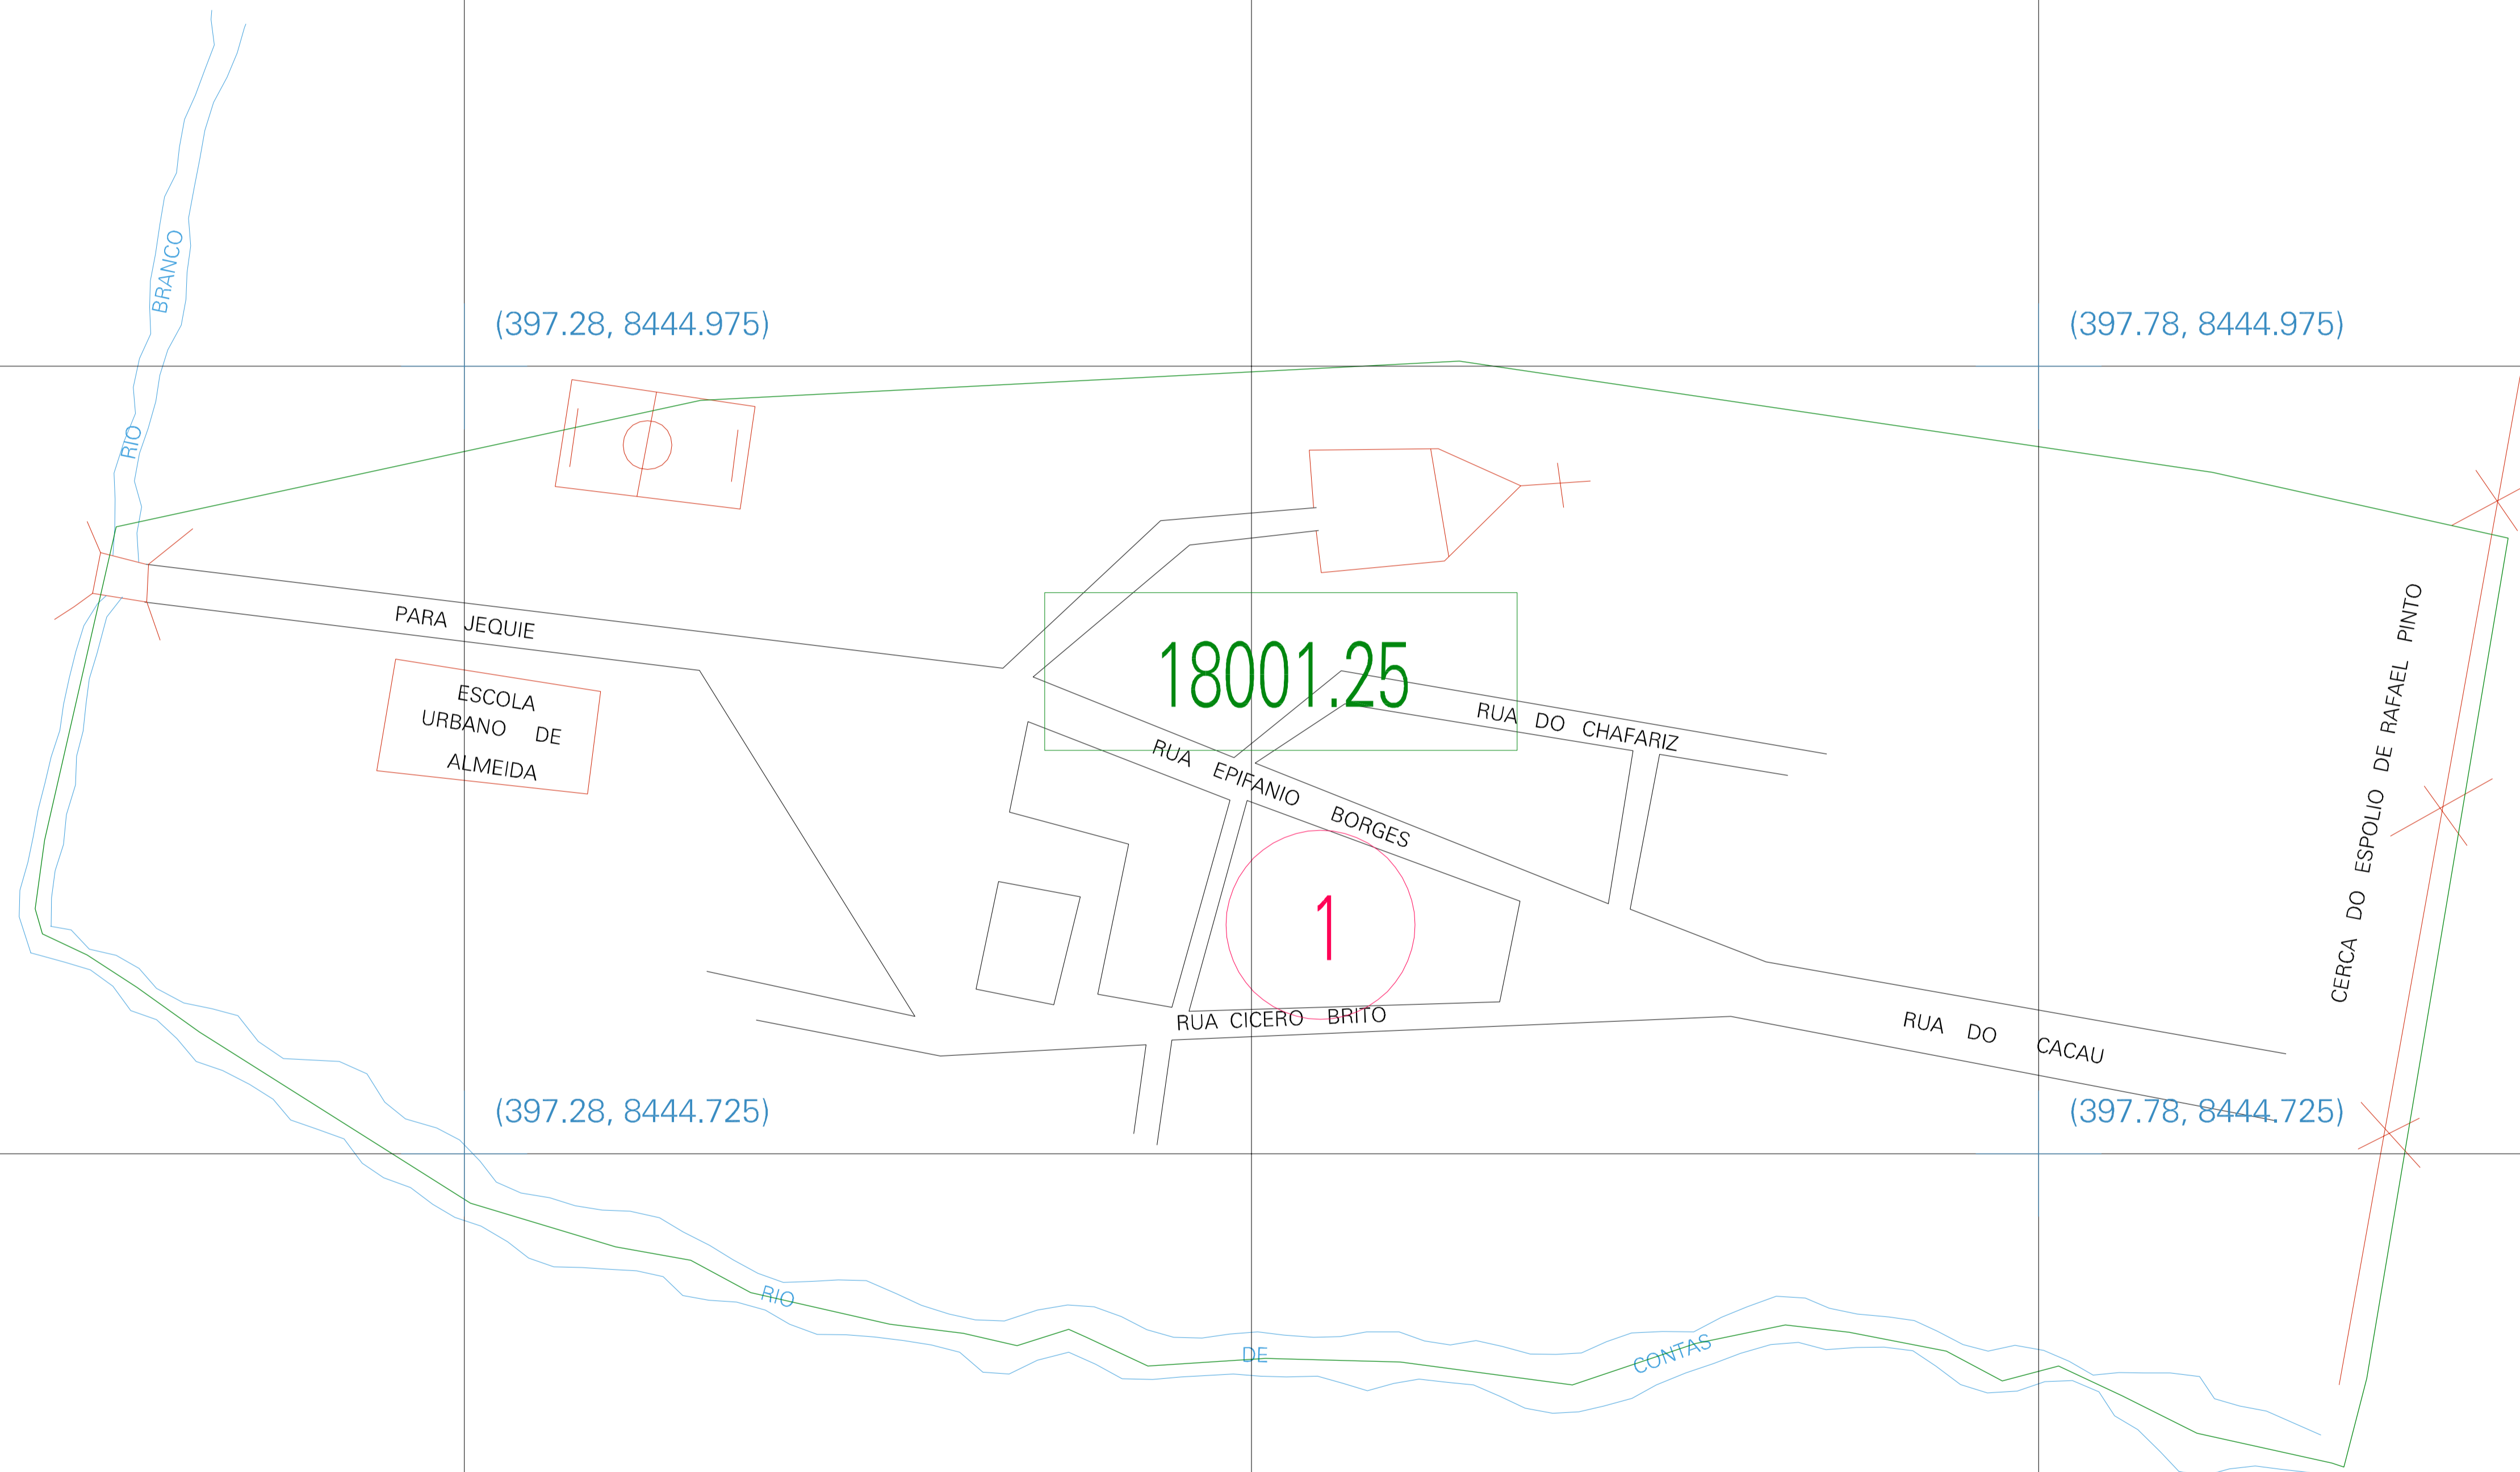 RIO BRANCO
(397.28, 8444.975)
(397.78, 8444.975)
PARA JEQUIE
ESCOLA
URBANO DE
ALMEIDA
18001.25
RUA DO CHAFARIZ
RUA EPIFANIO BORGES
1
RUA CICERO BRITO
RUA DO CACAU
CERCA DO ESPOLIO DE RAFAEL PINTO
(397.28, 8444.725)
(397.78, 8444.725)
RIO DE CONTAS